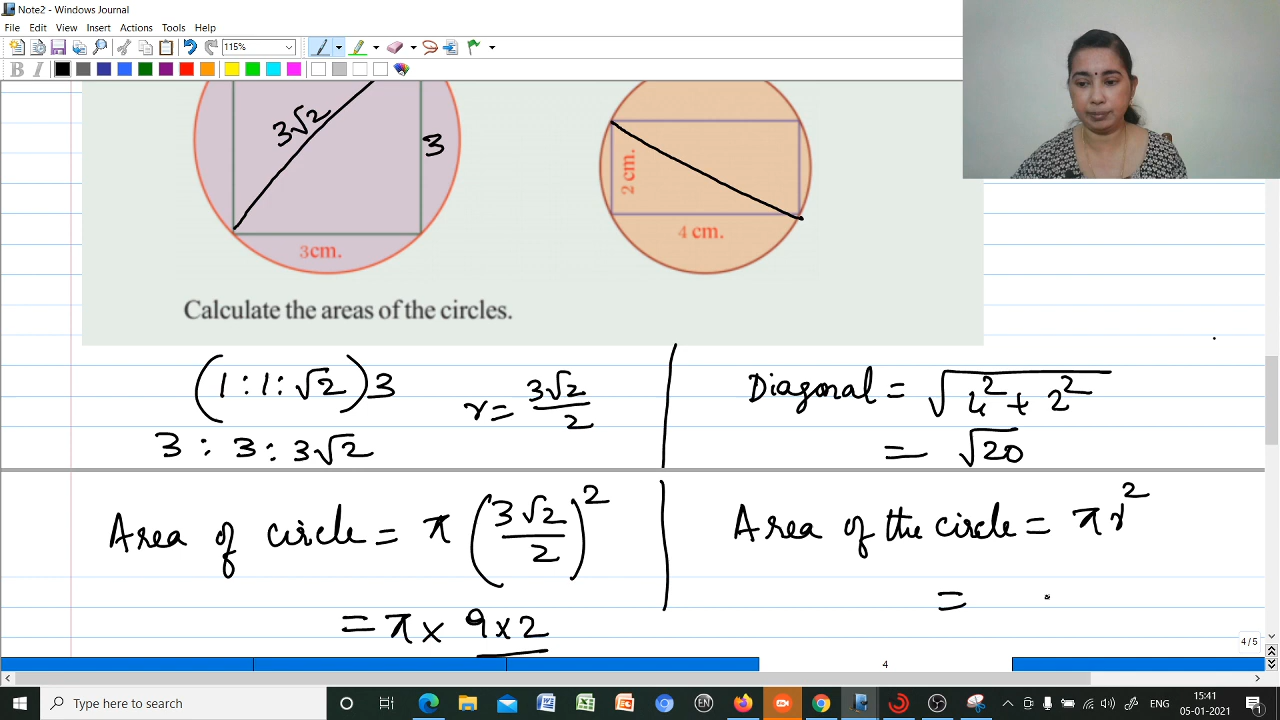 Note2 - Windows Journal
File Edit View Insert Actions Tools Help
115%
B I
3√2
3
3cm.
2 cm.
4 cm.
Calculate the areas of the circles.
(1 : 1 : √2) 3
3 : 3 : 3√2
r = 3√2/2
Diagonal = √4² + 2²
= √20
Area of circle = π (3√2/2)²
= π × 9×2
Area of the circle = πr²
=
4/5
4
Type here to search
EN
ENG
15:41
05-01-2021